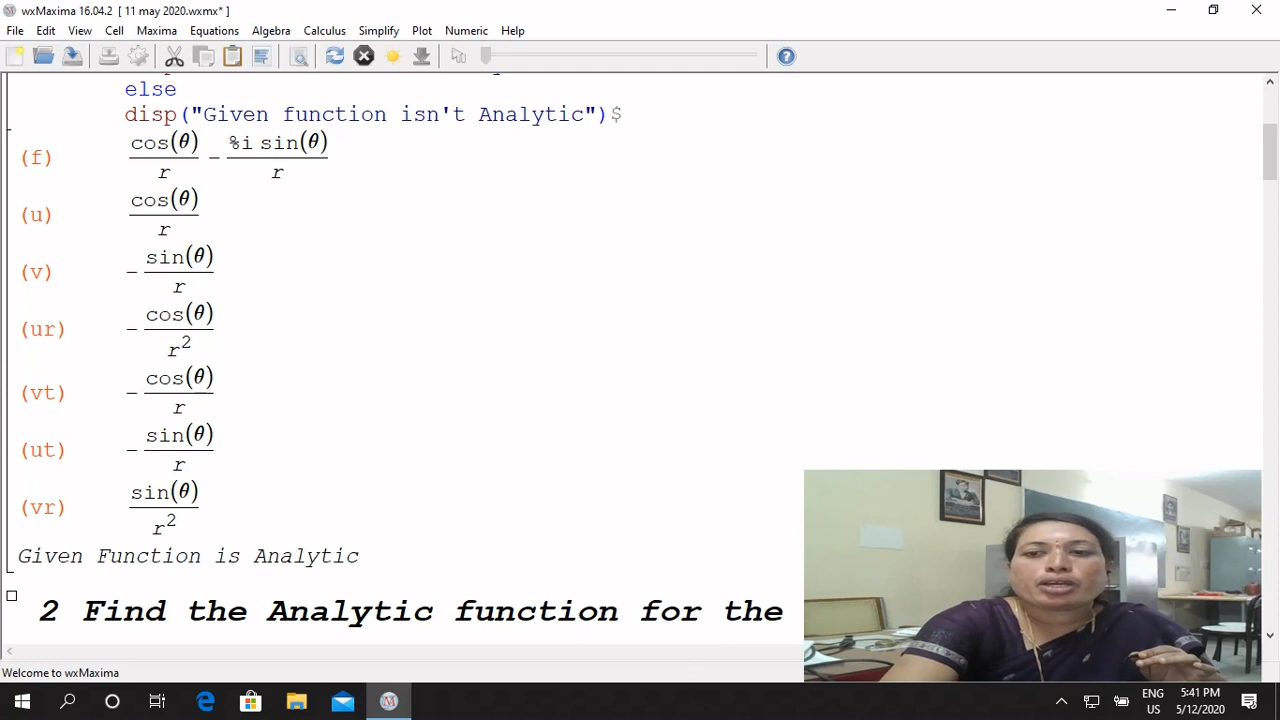 wxMaxima 16.04.2 [ 11 may 2020.wxmx* ]
File Edit View Cell Maxima Equations Algebra Calculus Simplify Plot Numeric Help
else
disp("Given function isn't Analytic")$
(f) cos(θ)/r - %i sin(θ)/r
(u) cos(θ)/r
(v) - sin(θ)/r
(ur) - cos(θ)/r²
(vt) - cos(θ)/r
(ut) - sin(θ)/r
(vr) sin(θ)/r²
Given Function is Analytic
2 Find the Analytic function for the
Welcome to wxMaxima
ENG 5:41 PM
US 5/12/2020